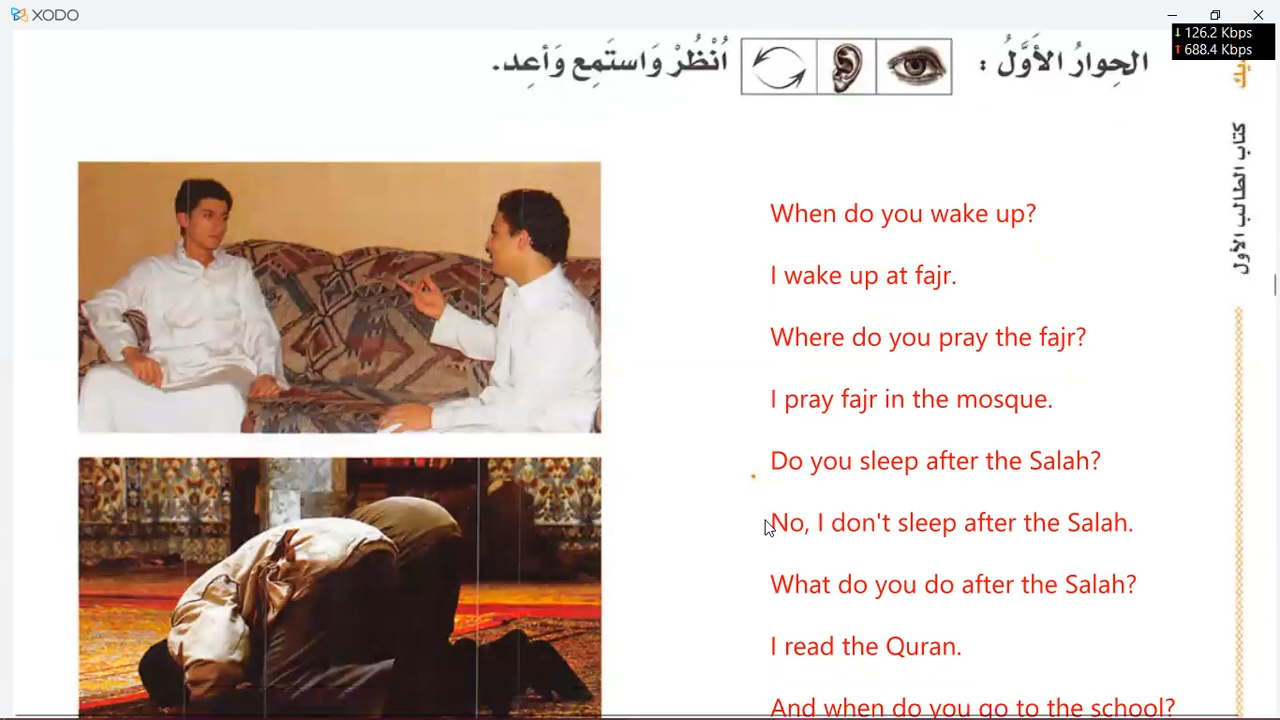 XODO
↓ 126.2 Kbps
↑ 688.4 Kbps
الحِوارُ الأَوَّلُ : اُنْظُرْ وَاستَمِع وَأعِد.
كتاب الطالب الأول
When do you wake up?
I wake up at fajr.
Where do you pray the fajr?
I pray fajr in the mosque.
Do you sleep after the Salah?
No, I don't sleep after the Salah.
What do you do after the Salah?
I read the Quran.
And when do you go to the school?